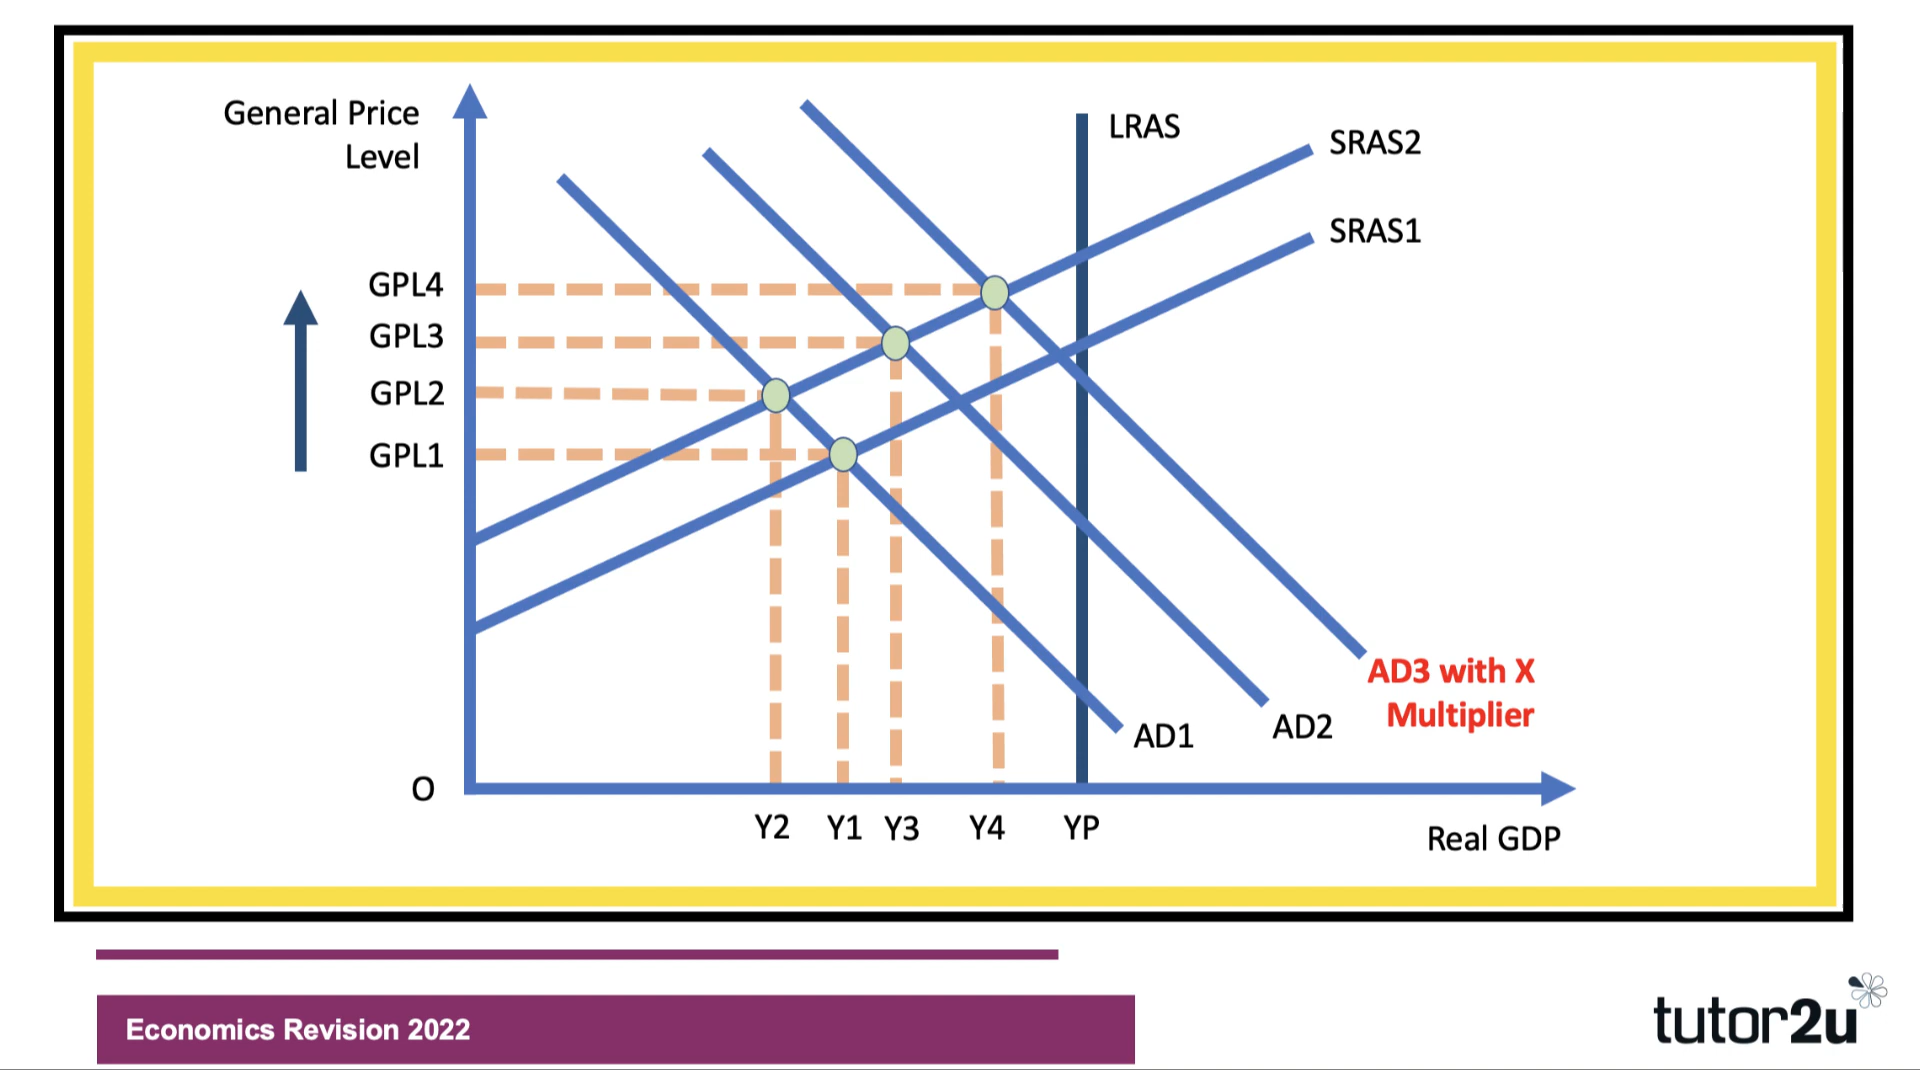 General Price
Level
LRAS
SRAS2
SRAS1
GPL4
GPL3
GPL2
GPL1
AD3 with X
Multiplier
AD2
AD1
O
Y2
Y1
Y3
Y4
YP
Real GDP
Economics Revision 2022
tutor2u